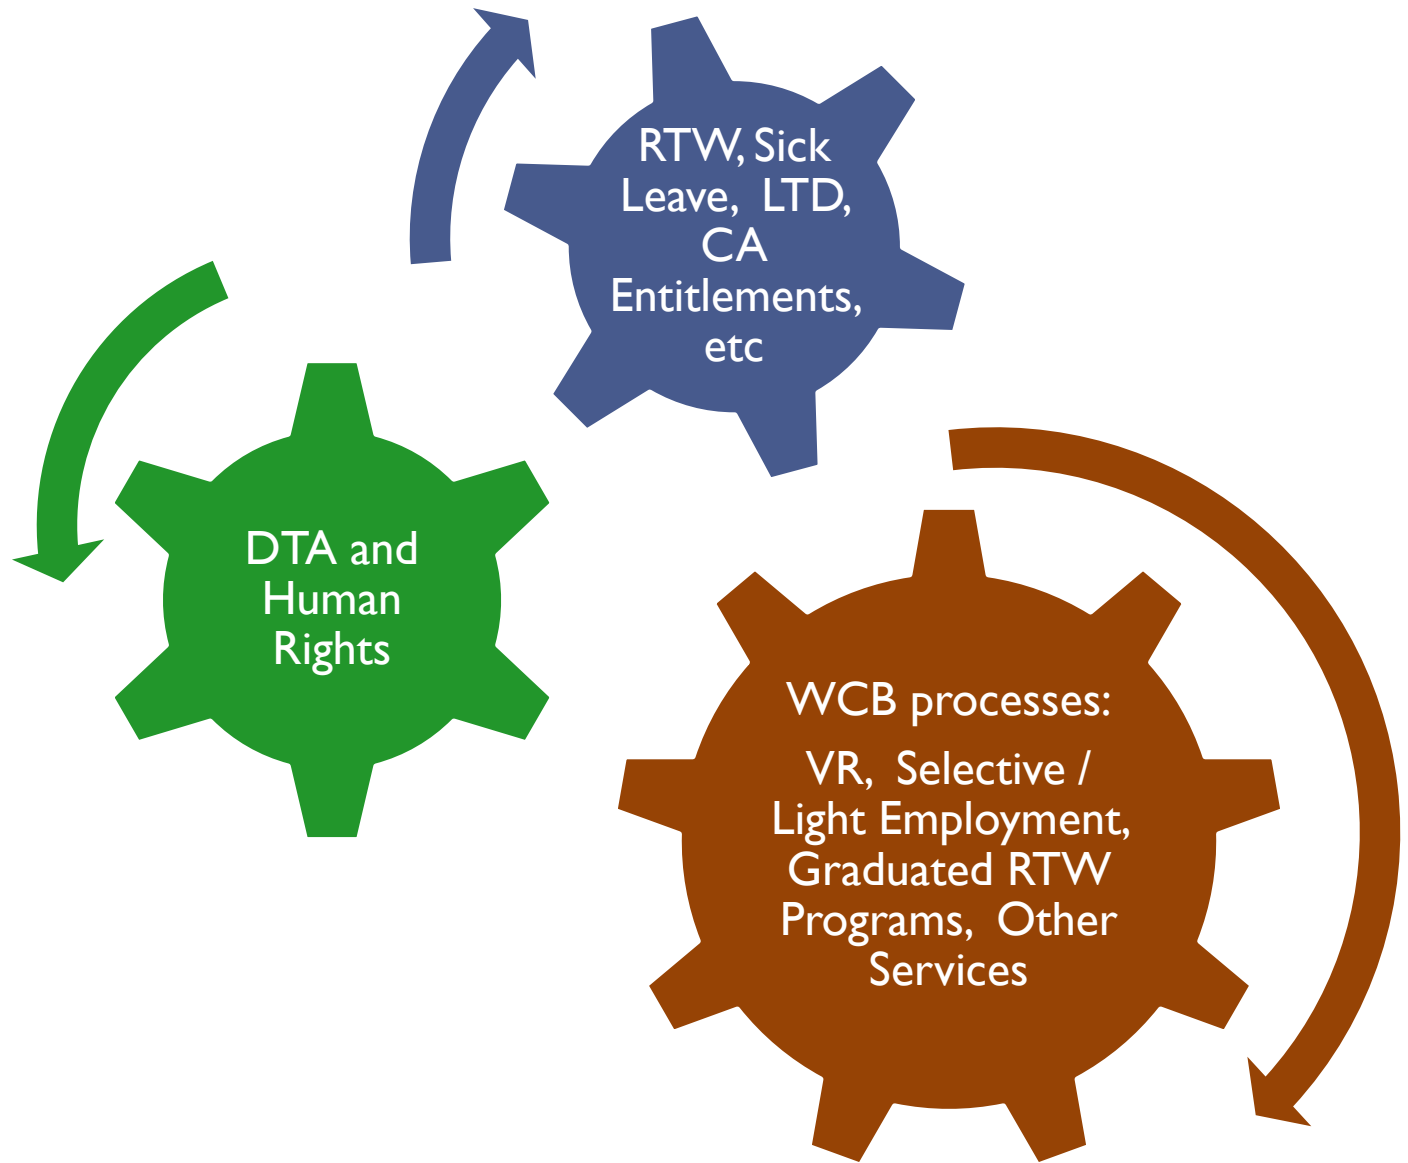 RTW, Sick
Leave,  LTD,
CA
Entitlements,
etc
DTA and
Human
Rights
WCB processes:
VR,  Selective /
Light Employment,
Graduated RTW
Programs,  Other
Services